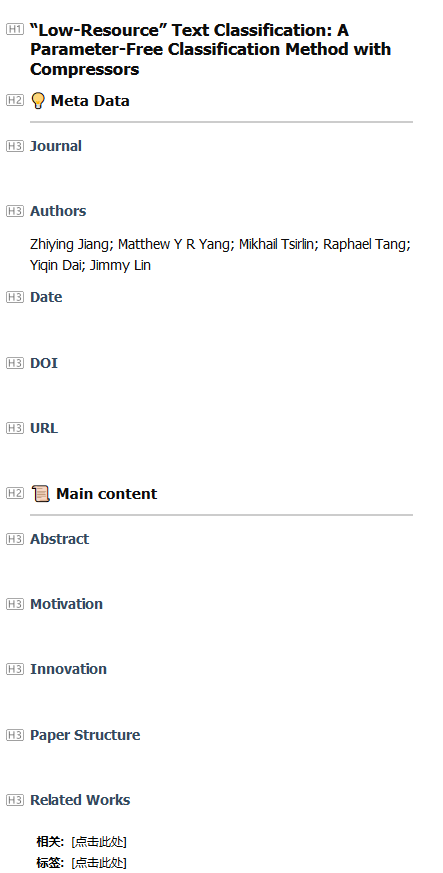 H1 “Low-Resource” Text Classification: A
Parameter-Free Classification Method with
Compressors
H2 💡 Meta Data
H3 Journal
H3 Authors
Zhiying Jiang; Matthew Y R Yang; Mikhail Tsirlin; Raphael Tang;
Yiqin Dai; Jimmy Lin
H3 Date
H3 DOI
H3 URL
H2 📜 Main content
H3 Abstract
H3 Motivation
H3 Innovation
H3 Paper Structure
H3 Related Works
相关: [点击此处]
标签: [点击此处]